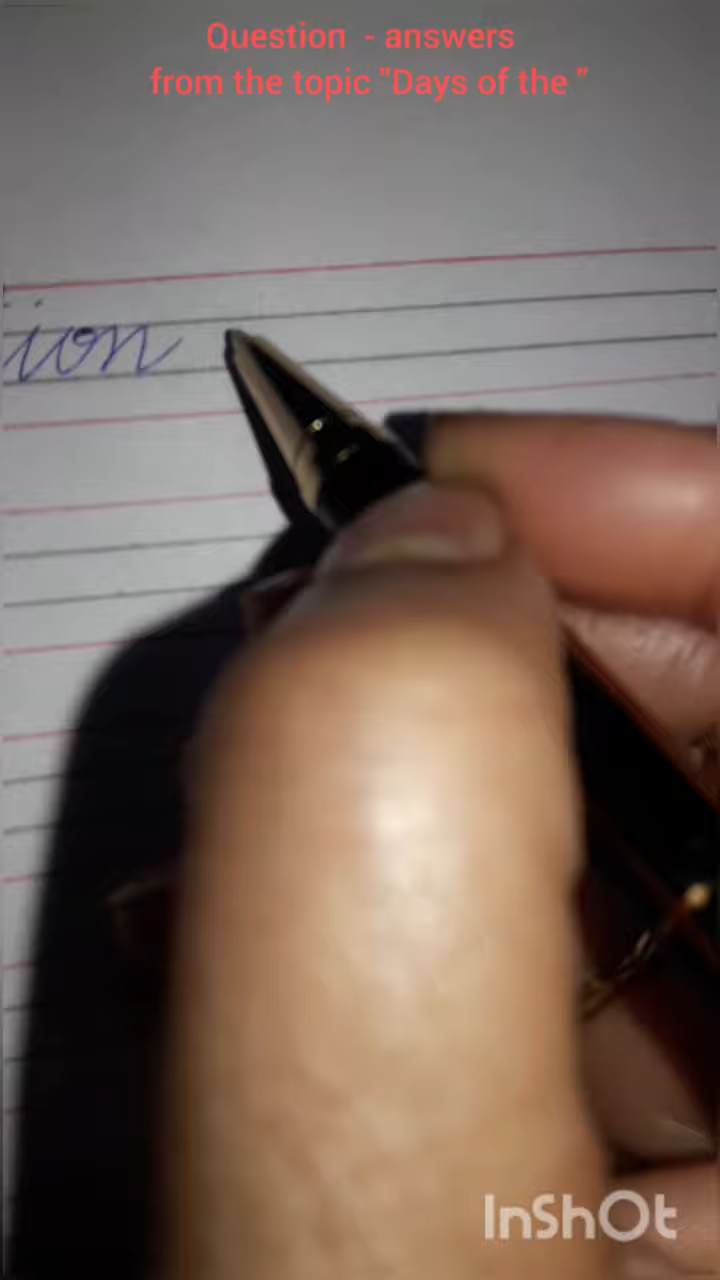 Question - answers
from the topic "Days of the "
ion
InShOt